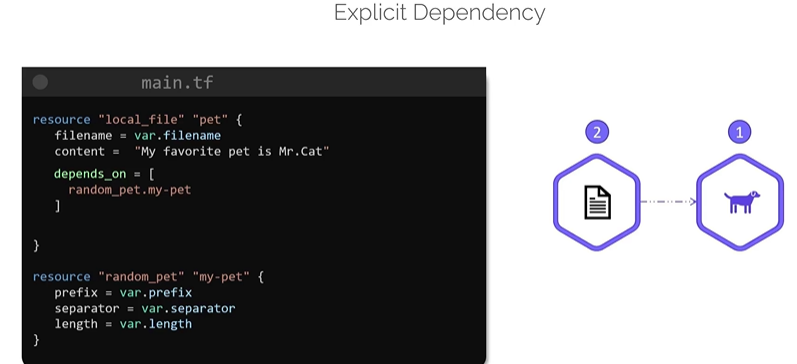 Explicit Dependency
main.tf
resource "local_file" "pet" {
filename = var.filename
content = "My favorite pet is Mr.Cat"
depends_on = [
random_pet.my-pet
]
}
resource "random_pet" "my-pet" {
prefix = var.prefix
separator = var.separator
length = var.length
}
2
1